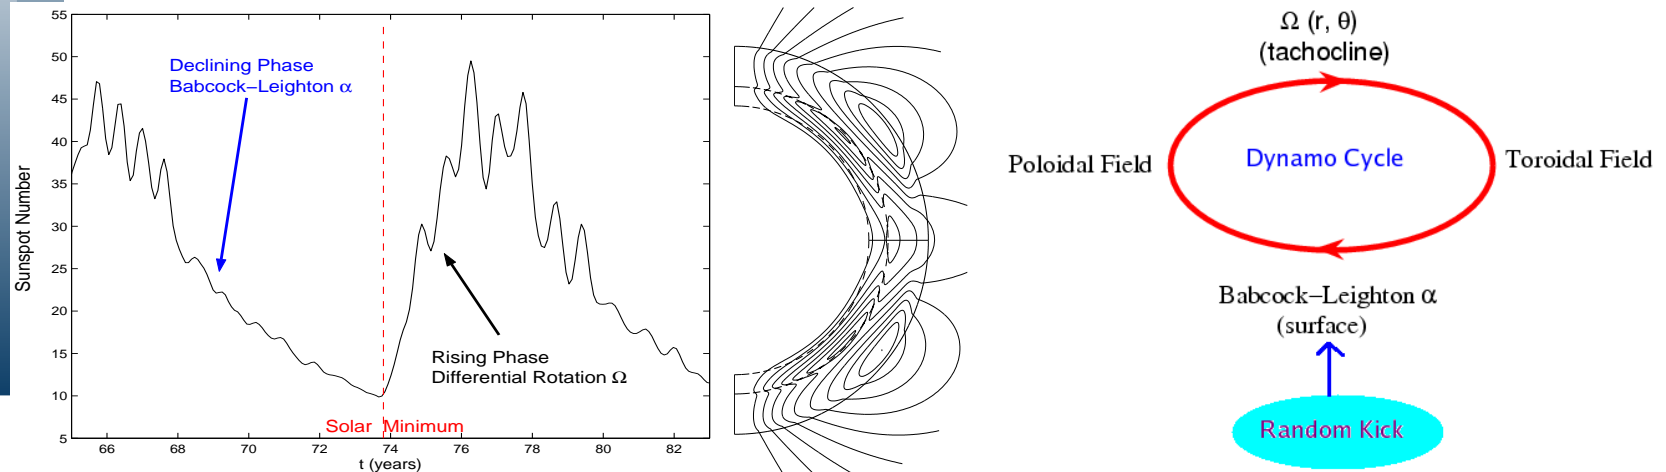 55
50
45
40
35
30
25
20
15
10
5
Sunspot Number
Declining Phase
Babcock−Leighton α
Rising Phase
Differential Rotation Ω
Solar Minimum
66 68 70 72 74 76 78 80 82
t (years)
Ω (r, θ)
(tachocline)
Poloidal Field
Dynamo Cycle
Toroidal Field
Babcock−Leighton α
(surface)
Random Kick